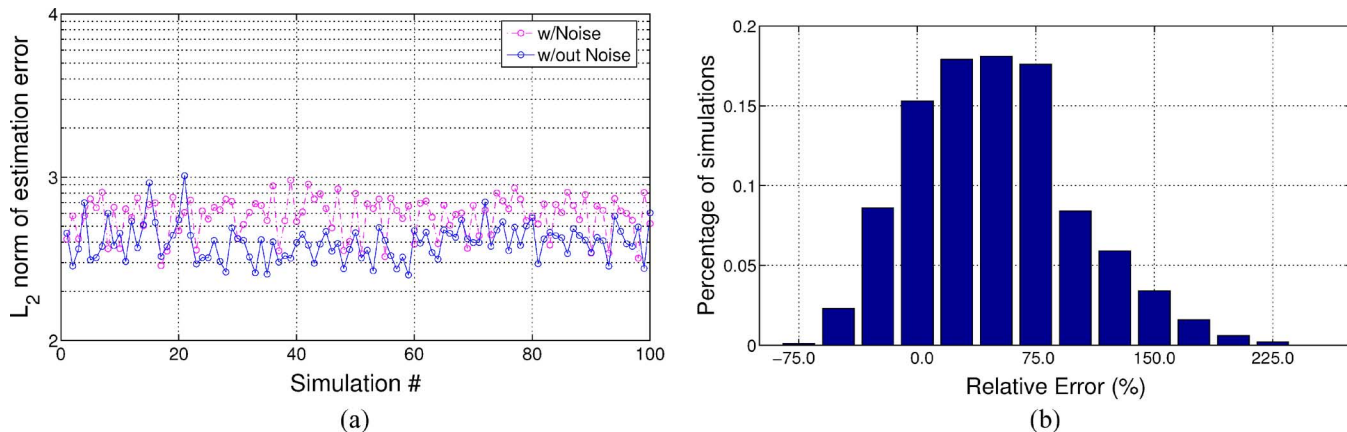 4
3
2
L2 norm of estimation error
w/Noise
w/out Noise
0 20 40 60 80 100
Simulation #
(a)
0.2
0.15
0.1
0.05
0
Percentage of simulations
−75.0 0.0 75.0 150.0 225.0
Relative Error (%)
(b)